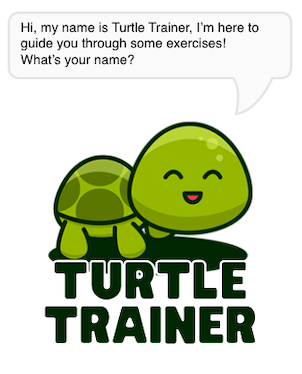 Hi, my name is Turtle Trainer, I'm here to
guide you through some exercises!
What's your name?
TURTLE
TRAINER